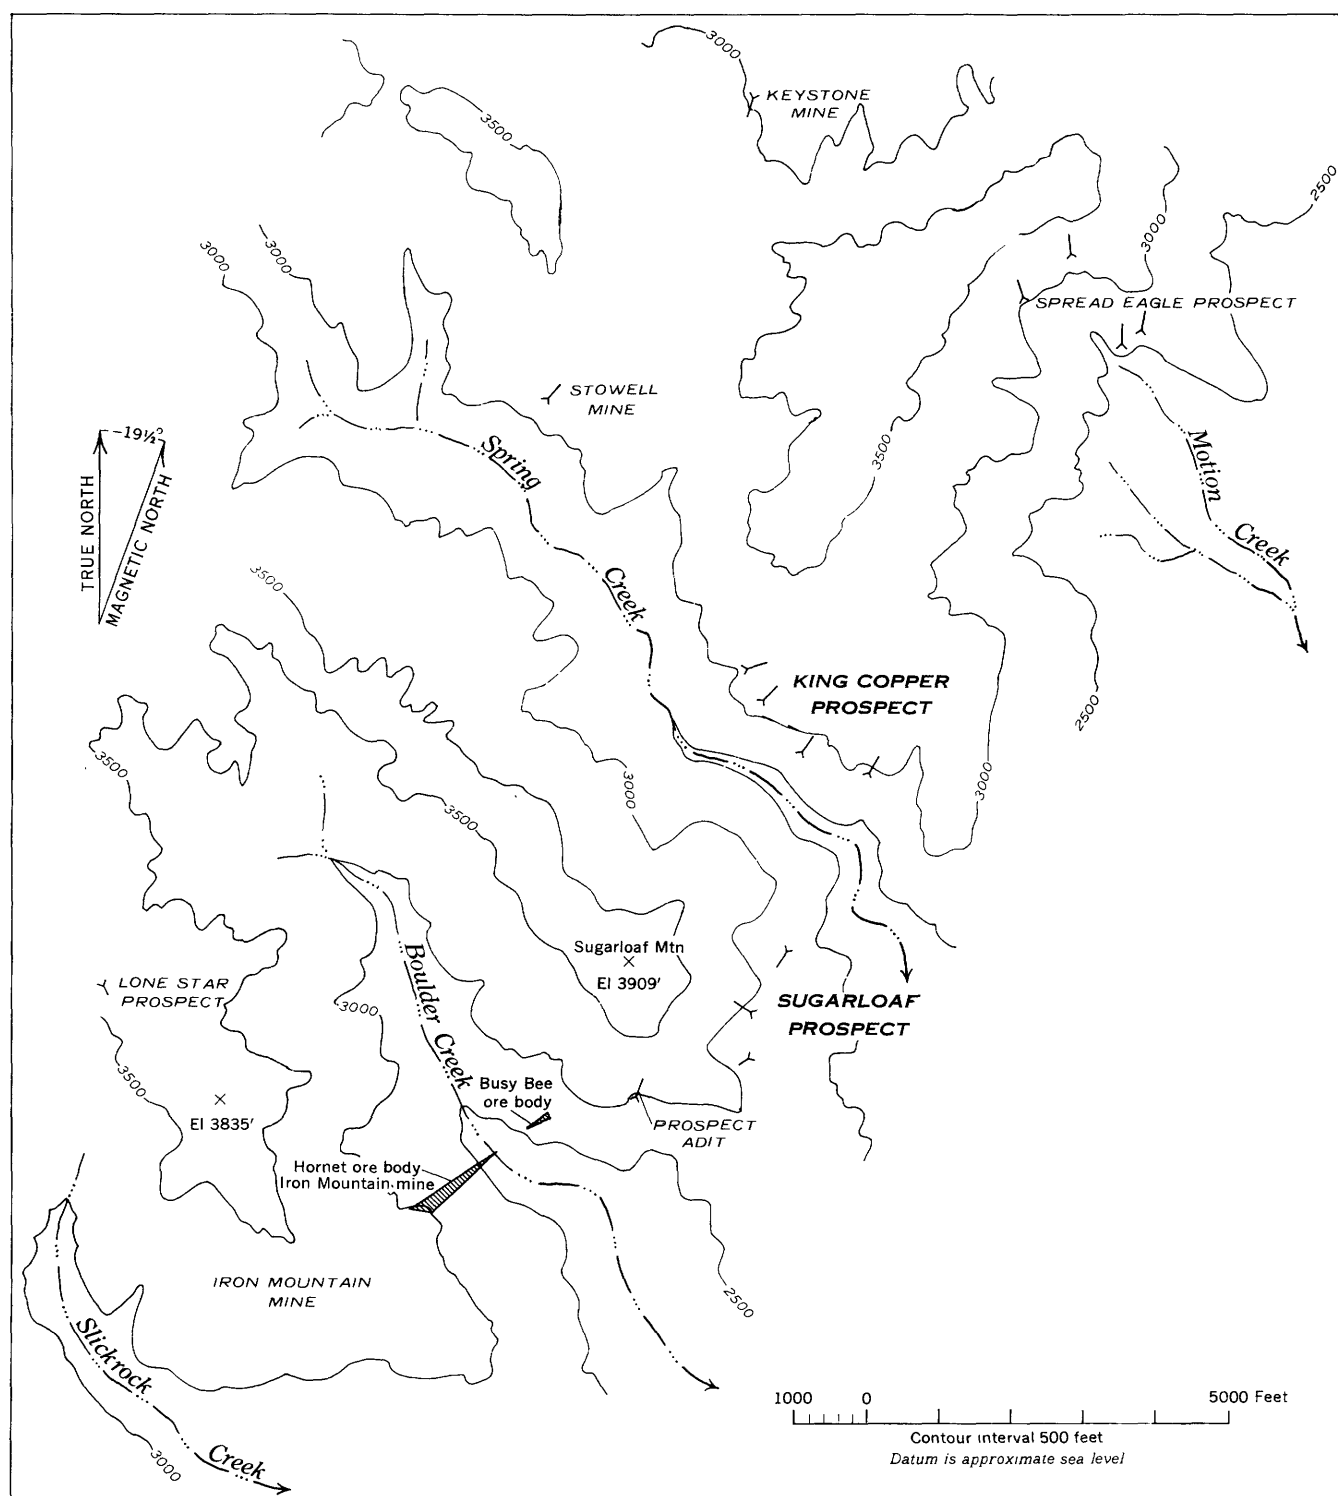 3000
KEYSTONE
MINE
3500
2500
3000
3000
3000
SPREAD EAGLE PROSPECT
STOWELL
MINE
-19½°
TRUE NORTH
MAGNETIC NORTH
Spring
Creek
3500
Motion
Creek
3500
KING COPPER
PROSPECT
2500
3500
3000
3000
3500
Sugarloaf Mtn
El 3909'
LONE STAR
PROSPECT
3000
Boulder Creek
SUGARLOAF
PROSPECT
3500
El 3835'
Busy Bee
ore body
PROSPECT
ADIT
Hornet ore body
Iron Mountain mine
IRON MOUNTAIN
MINE
2500
Slickrock
Creek
3000
1000 0 5000 Feet
Contour interval 500 feet
Datum is approximate sea level